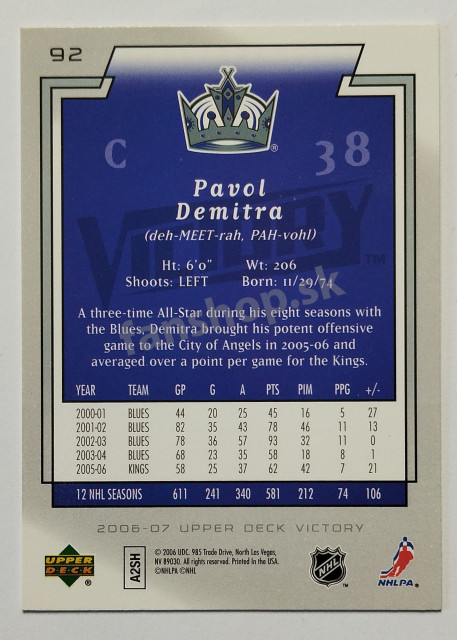 92
C 38
Pavol
Demitra
(deh-MEET-rah, PAH-vohl)
Ht: 6'0" Wt: 206
Shoots: LEFT Born: 11/29/74
VICTORY TM
A three-time All-Star during his eight seasons with
the Blues, Demitra brought his potent offensive
game to the City of Angels in 2005-06 and
averaged over a point per game for the Kings.
fanshop.sk
YEAR TEAM GP G A PTS PIM PPG +/-
2000-01 BLUES 44 20 25 45 16 5 27
2001-02 BLUES 82 35 43 78 46 11 13
2002-03 BLUES 78 36 57 93 32 11 0
2003-04 BLUES 68 23 35 58 18 8 1
2005-06 KINGS 58 25 37 62 42 7 21
12 NHL SEASONS 611 241 340 581 212 74 106
2006-07 UPPER DECK VICTORY
UPPER
DECK ®
A2SH
© 2006 UDC. 985 Trade Drive, North Las Vegas,
NV 89030. All rights reserved. Printed in the USA.
©NHLPA ©NHL
NHL
NHLPA